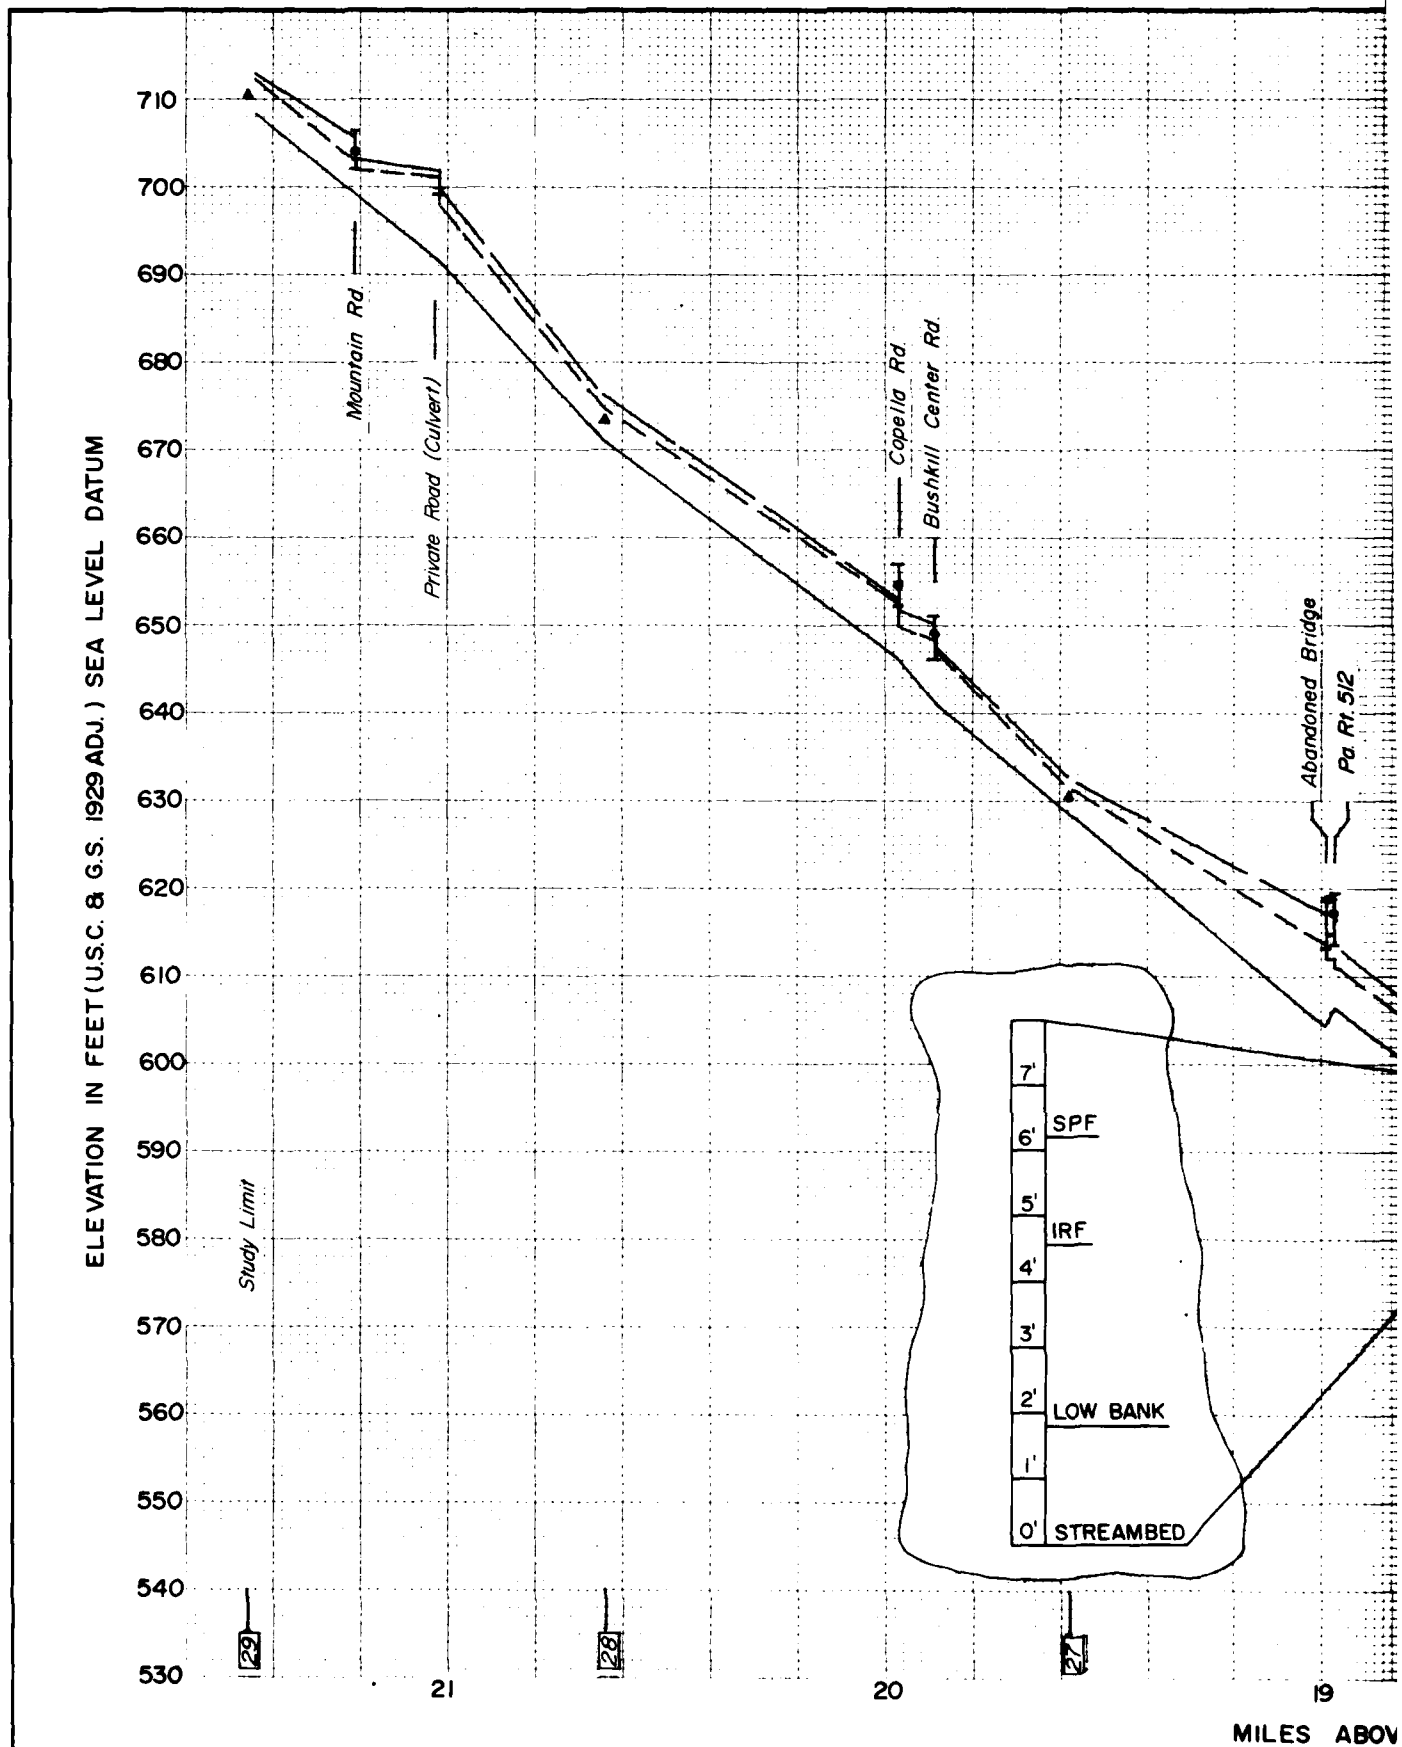 ELEVATION IN FEET (U.S.C. & G.S. 1929 ADJ.) SEA LEVEL DATUM
710
700
690
680
670
660
650
640
630
620
610
600
590
580
570
560
550
540
530
Mountain Rd.
Private Road (Culvert)
Copella Rd.
Bushkill Center Rd.
Abandoned Bridge
Pa. Rt. 512
Study Limit
7'
6'
SPF
5'
IRF
4'
3'
2'
LOW BANK
1'
0'
STREAMBED
29
28
27
21
20
19
MILES ABOV